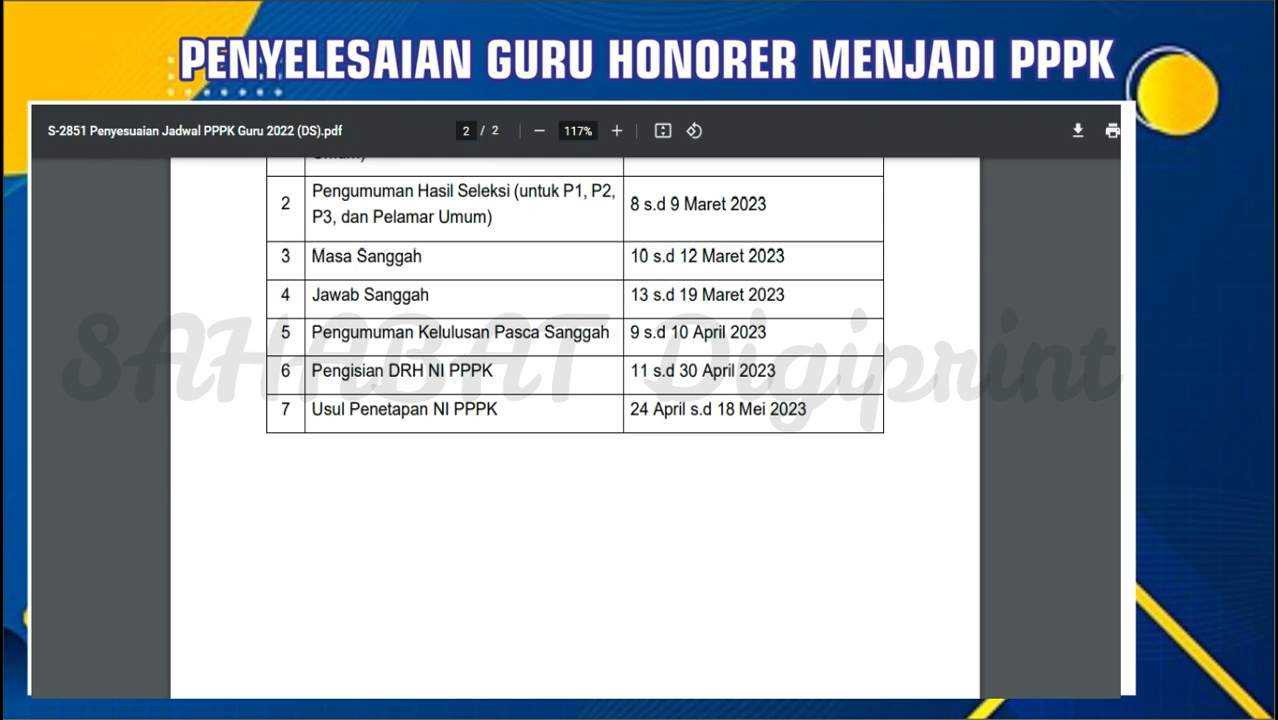 PENYELESAIAN GURU HONORER MENJADI PPPK
S-2851 Penyesuaian Jadwal PPPK Guru 2022 (DS).pdf 2 / 2 − 117% +
Umum)
2 Pengumuman Hasil Seleksi (untuk P1, P2, P3, dan Pelamar Umum) 8 s.d 9 Maret 2023
3 Masa Sanggah 10 s.d 12 Maret 2023
4 Jawab Sanggah 13 s.d 19 Maret 2023
5 Pengumuman Kelulusan Pasca Sanggah 9 s.d 10 April 2023
6 Pengisian DRH NI PPPK 11 s.d 30 April 2023
7 Usul Penetapan NI PPPK 24 April s.d 18 Mei 2023
SAHABAT Digiprint